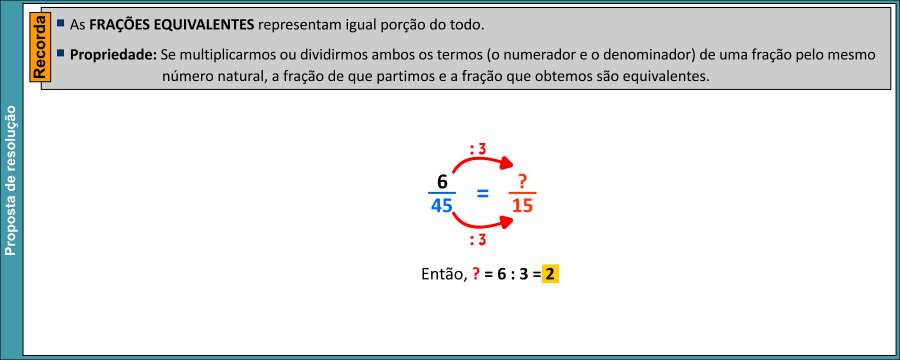 Proposta de resolução
Recorda
▪ As FRAÇÕES EQUIVALENTES representam igual porção do todo.
▪ Propriedade: Se multiplicarmos ou dividirmos ambos os termos (o numerador e o denominador) de uma fração pelo mesmo
número natural, a fração de que partimos e a fração que obtemos são equivalentes.
: 3
6 ?
=
45 15
: 3
Então, ? = 6 : 3 = 2